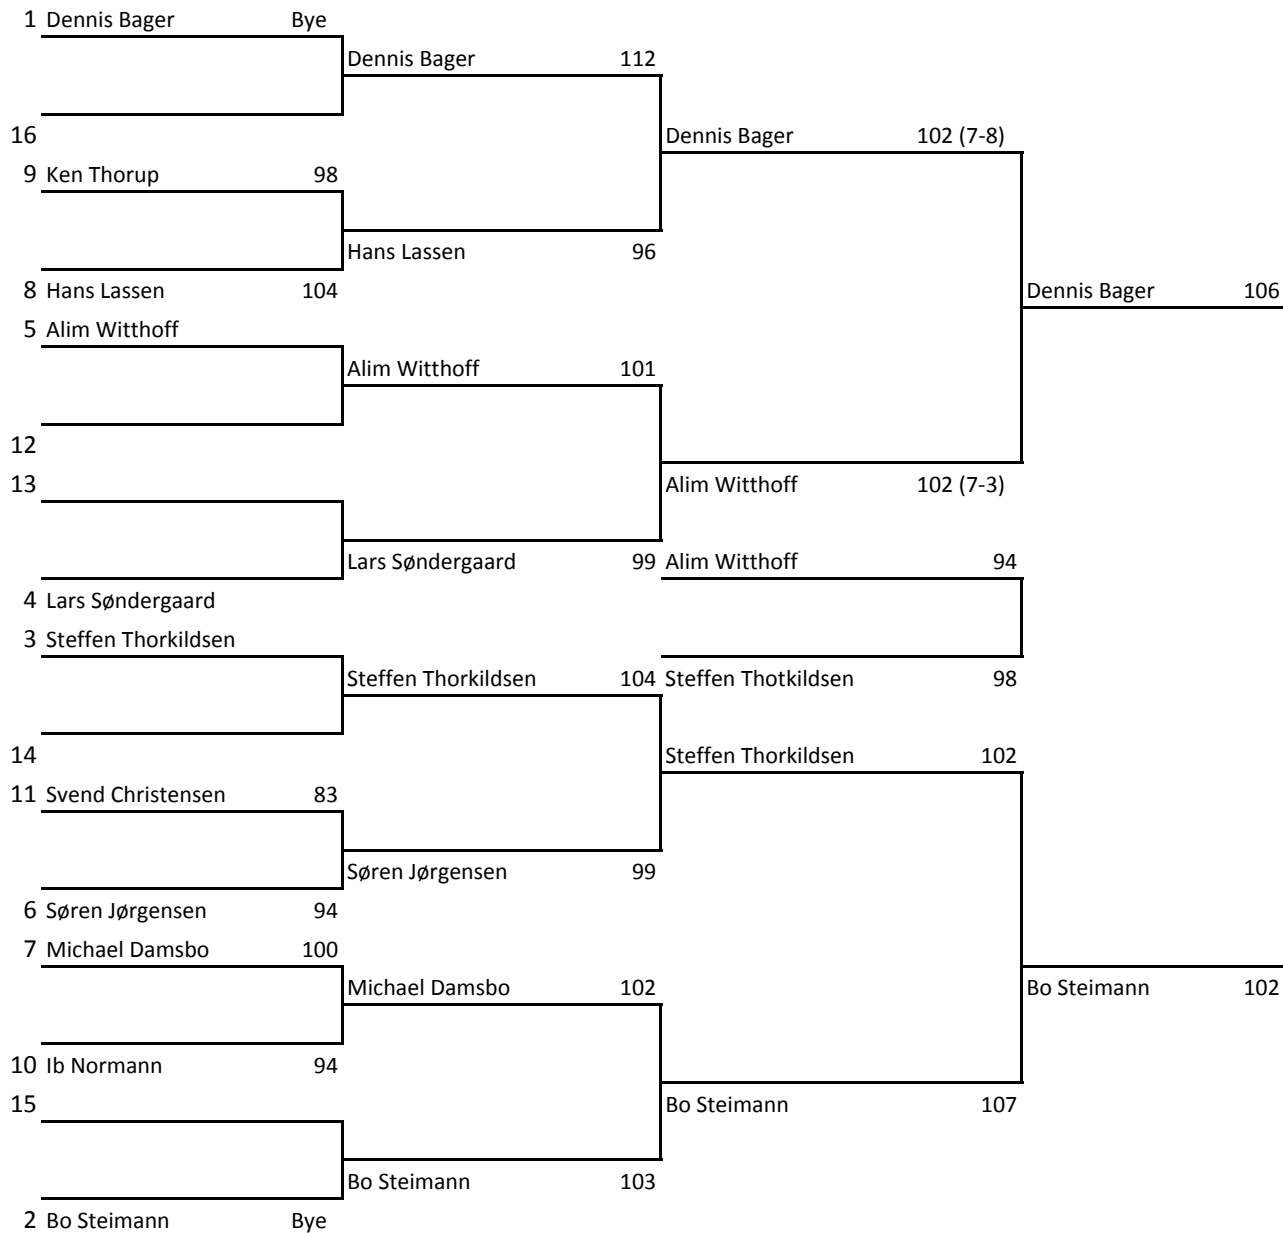 1 Dennis Bager Bye
Dennis Bager 112
16
Dennis Bager 102 (7-8)
9 Ken Thorup 98
Hans Lassen 96
8 Hans Lassen 104
Dennis Bager 106
5 Alim Witthoff
Alim Witthoff 101
12
13
Alim Witthoff 102 (7-3)
Lars Søndergaard 99
Alim Witthoff 94
4 Lars Søndergaard
3 Steffen Thorkildsen
Steffen Thorkildsen 104
Steffen Thotkildsen 98
14
Steffen Thorkildsen 102
11 Svend Christensen 83
Søren Jørgensen 99
6 Søren Jørgensen 94
7 Michael Damsbo 100
Michael Damsbo 102
Bo Steimann 102
10 Ib Normann 94
15
Bo Steimann 107
Bo Steimann 103
2 Bo Steimann Bye